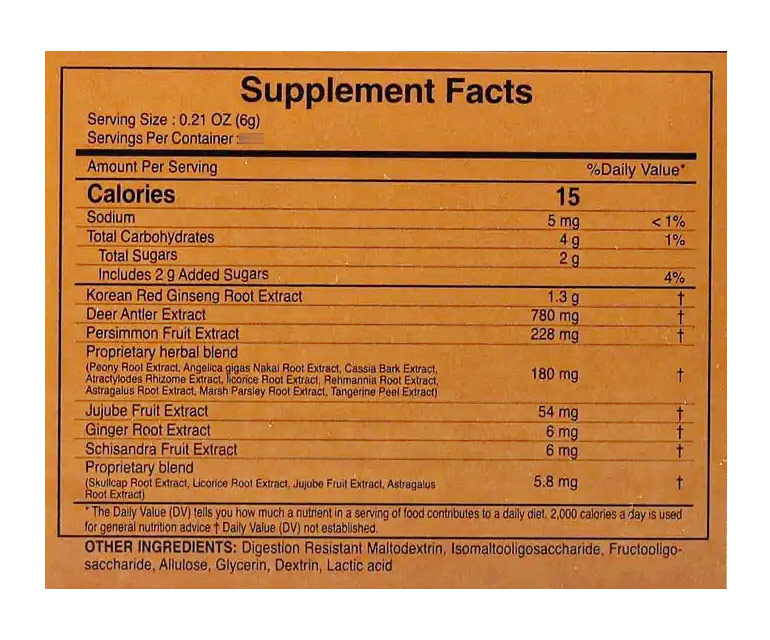 Supplement Facts
Serving Size : 0.21 OZ (6g)
Servings Per Container :
Amount Per Serving %Daily Value*
Calories 15
Sodium 5 mg < 1%
Total Carbohydrates 4 g 1%
Total Sugars 2 g
Includes 2 g Added Sugars 4%
Korean Red Ginseng Root Extract 1.3 g †
Deer Antler Extract 780 mg †
Persimmon Fruit Extract 228 mg †
Proprietary herbal blend
(Peony Root Extract, Angelica gigas Nakai Root Extract, Cassia Bark Extract,
Atractylodes Rhizome Extract, licorice Root Extract, Rehmannia Root Extract, 180 mg †
Astragalus Root Extract, Marsh Parsley Root Extract, Tangerine Peel Extract)
Jujube Fruit Extract 54 mg †
Ginger Root Extract 6 mg †
Schisandra Fruit Extract 6 mg †
Proprietary blend
(Skullcap Root Extract, Licorice Root Extract, Jujube Fruit Extract, Astragalus 5.8 mg †
Root Extract)
* The Daily Value (DV) tells you how much a nutrient in a serving of food contributes to a daily diet. 2,000 calories a day is used
for general nutrition advice † Daily Value (DV) not established.
OTHER INGREDIENTS: Digestion Resistant Maltodextrin, Isomaltooligosaccharide, Fructooligo-
saccharide, Allulose, Glycerin, Dextrin, Lactic acid